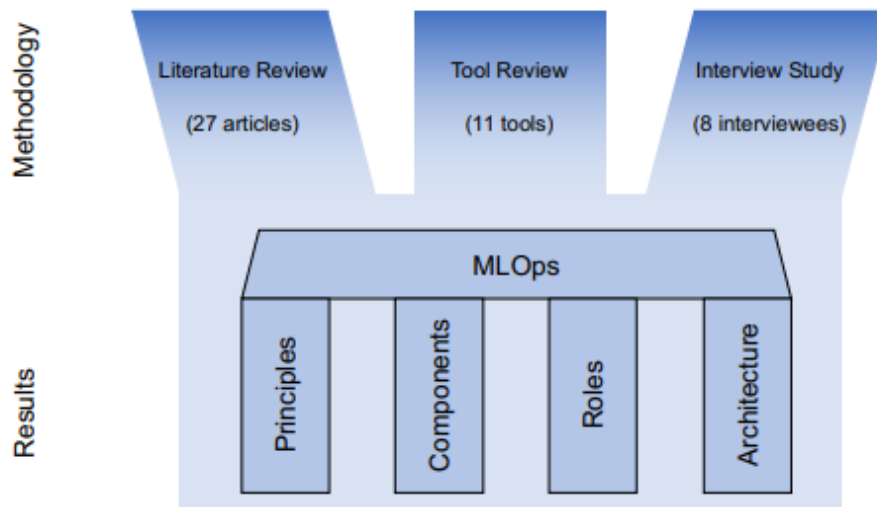 Methodology
Literature Review
(27 articles)
Tool Review
(11 tools)
Interview Study
(8 interviewees)
Results
MLOps
Principles
Components
Roles
Architecture